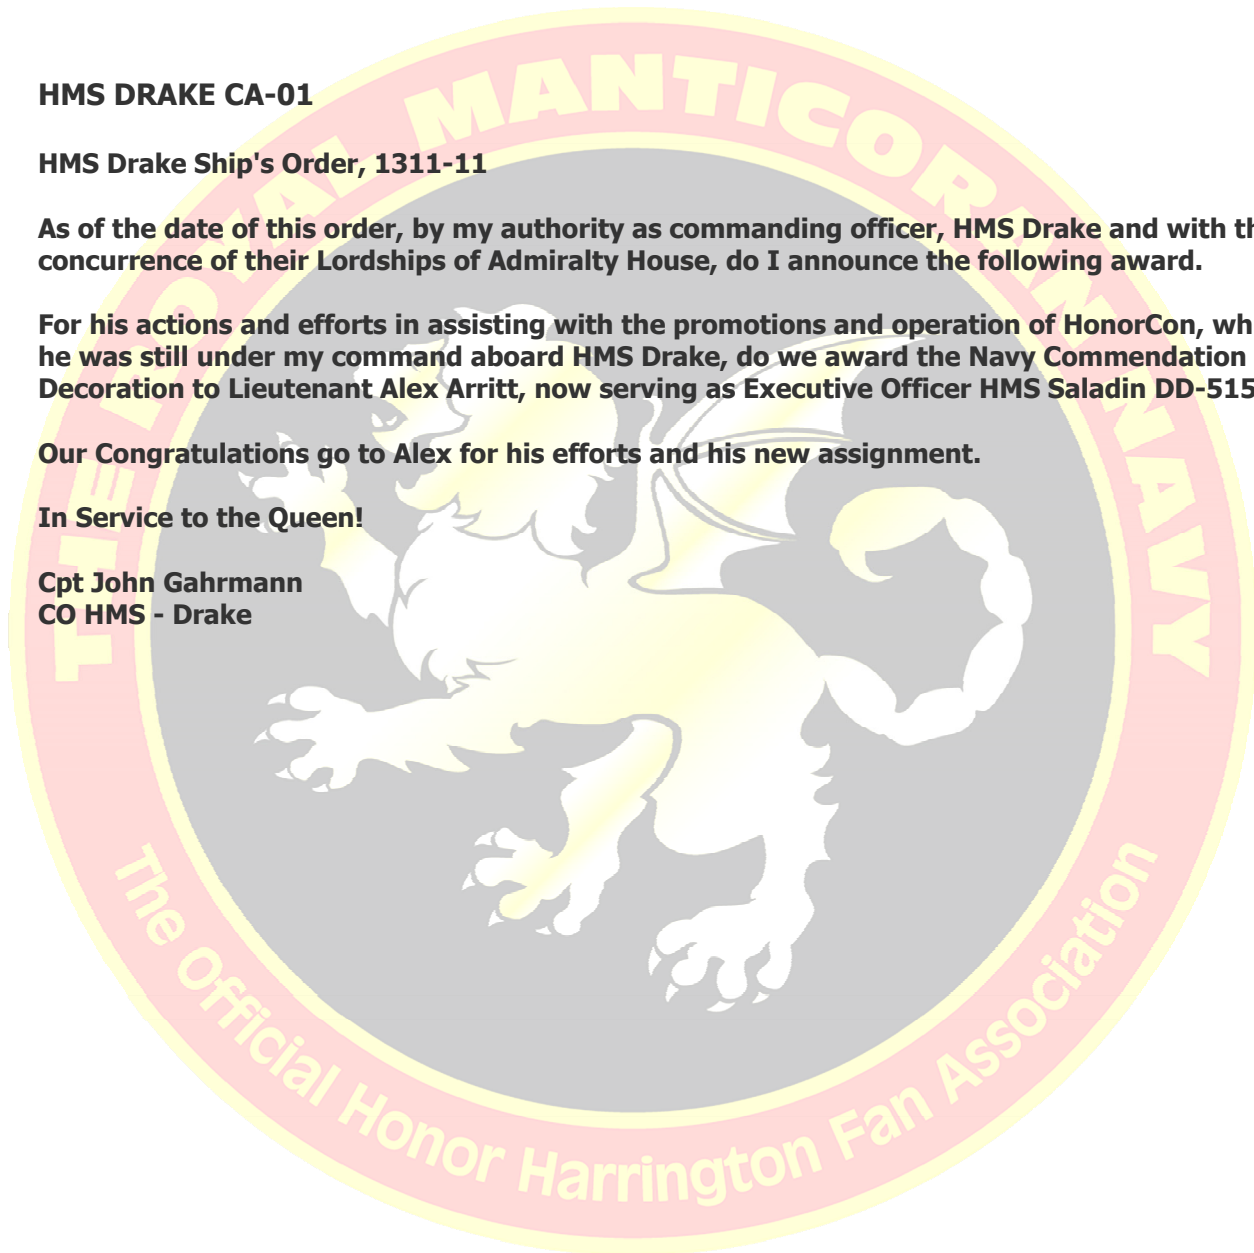 HMS DRAKE CA-01
HMS Drake Ship's Order, 1311-11
As of the date of this order, by my authority as commanding officer, HMS Drake and with th
concurrence of their Lordships of Admiralty House, do I announce the following award.
For his actions and efforts in assisting with the promotions and operation of HonorCon, wh
he was still under my command aboard HMS Drake, do we award the Navy Commendation
Decoration to Lieutenant Alex Arritt, now serving as Executive Officer HMS Saladin DD-515
Our Congratulations go to Alex for his efforts and his new assignment.
In Service to the Queen!
Cpt John Gahrmann
CO HMS - Drake
THE ROYAL MANTICORAN NAVY
The Official Honor Harrington Fan Association